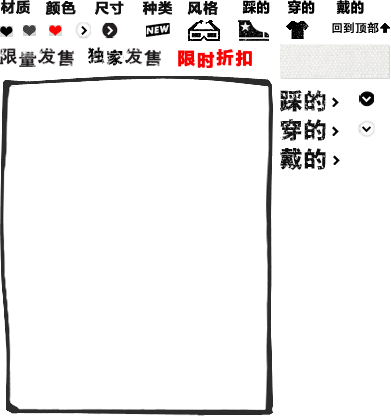 材质 颜色 尺寸 种类 风格 踩的 穿的 戴的
NEW 回到顶部
限量发售 独家发售 限时折扣
踩的
穿的
戴的